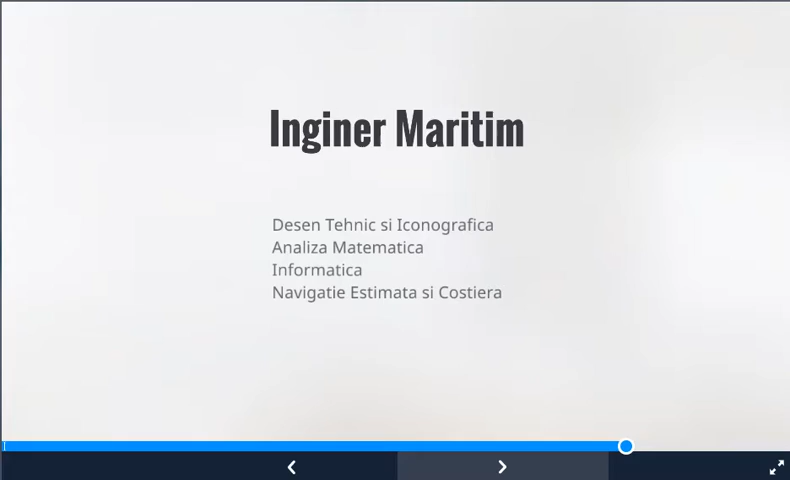 Inginer Maritim
Desen Tehnic si Iconografica
Analiza Matematica
Informatica
Navigatie Estimata si Costiera